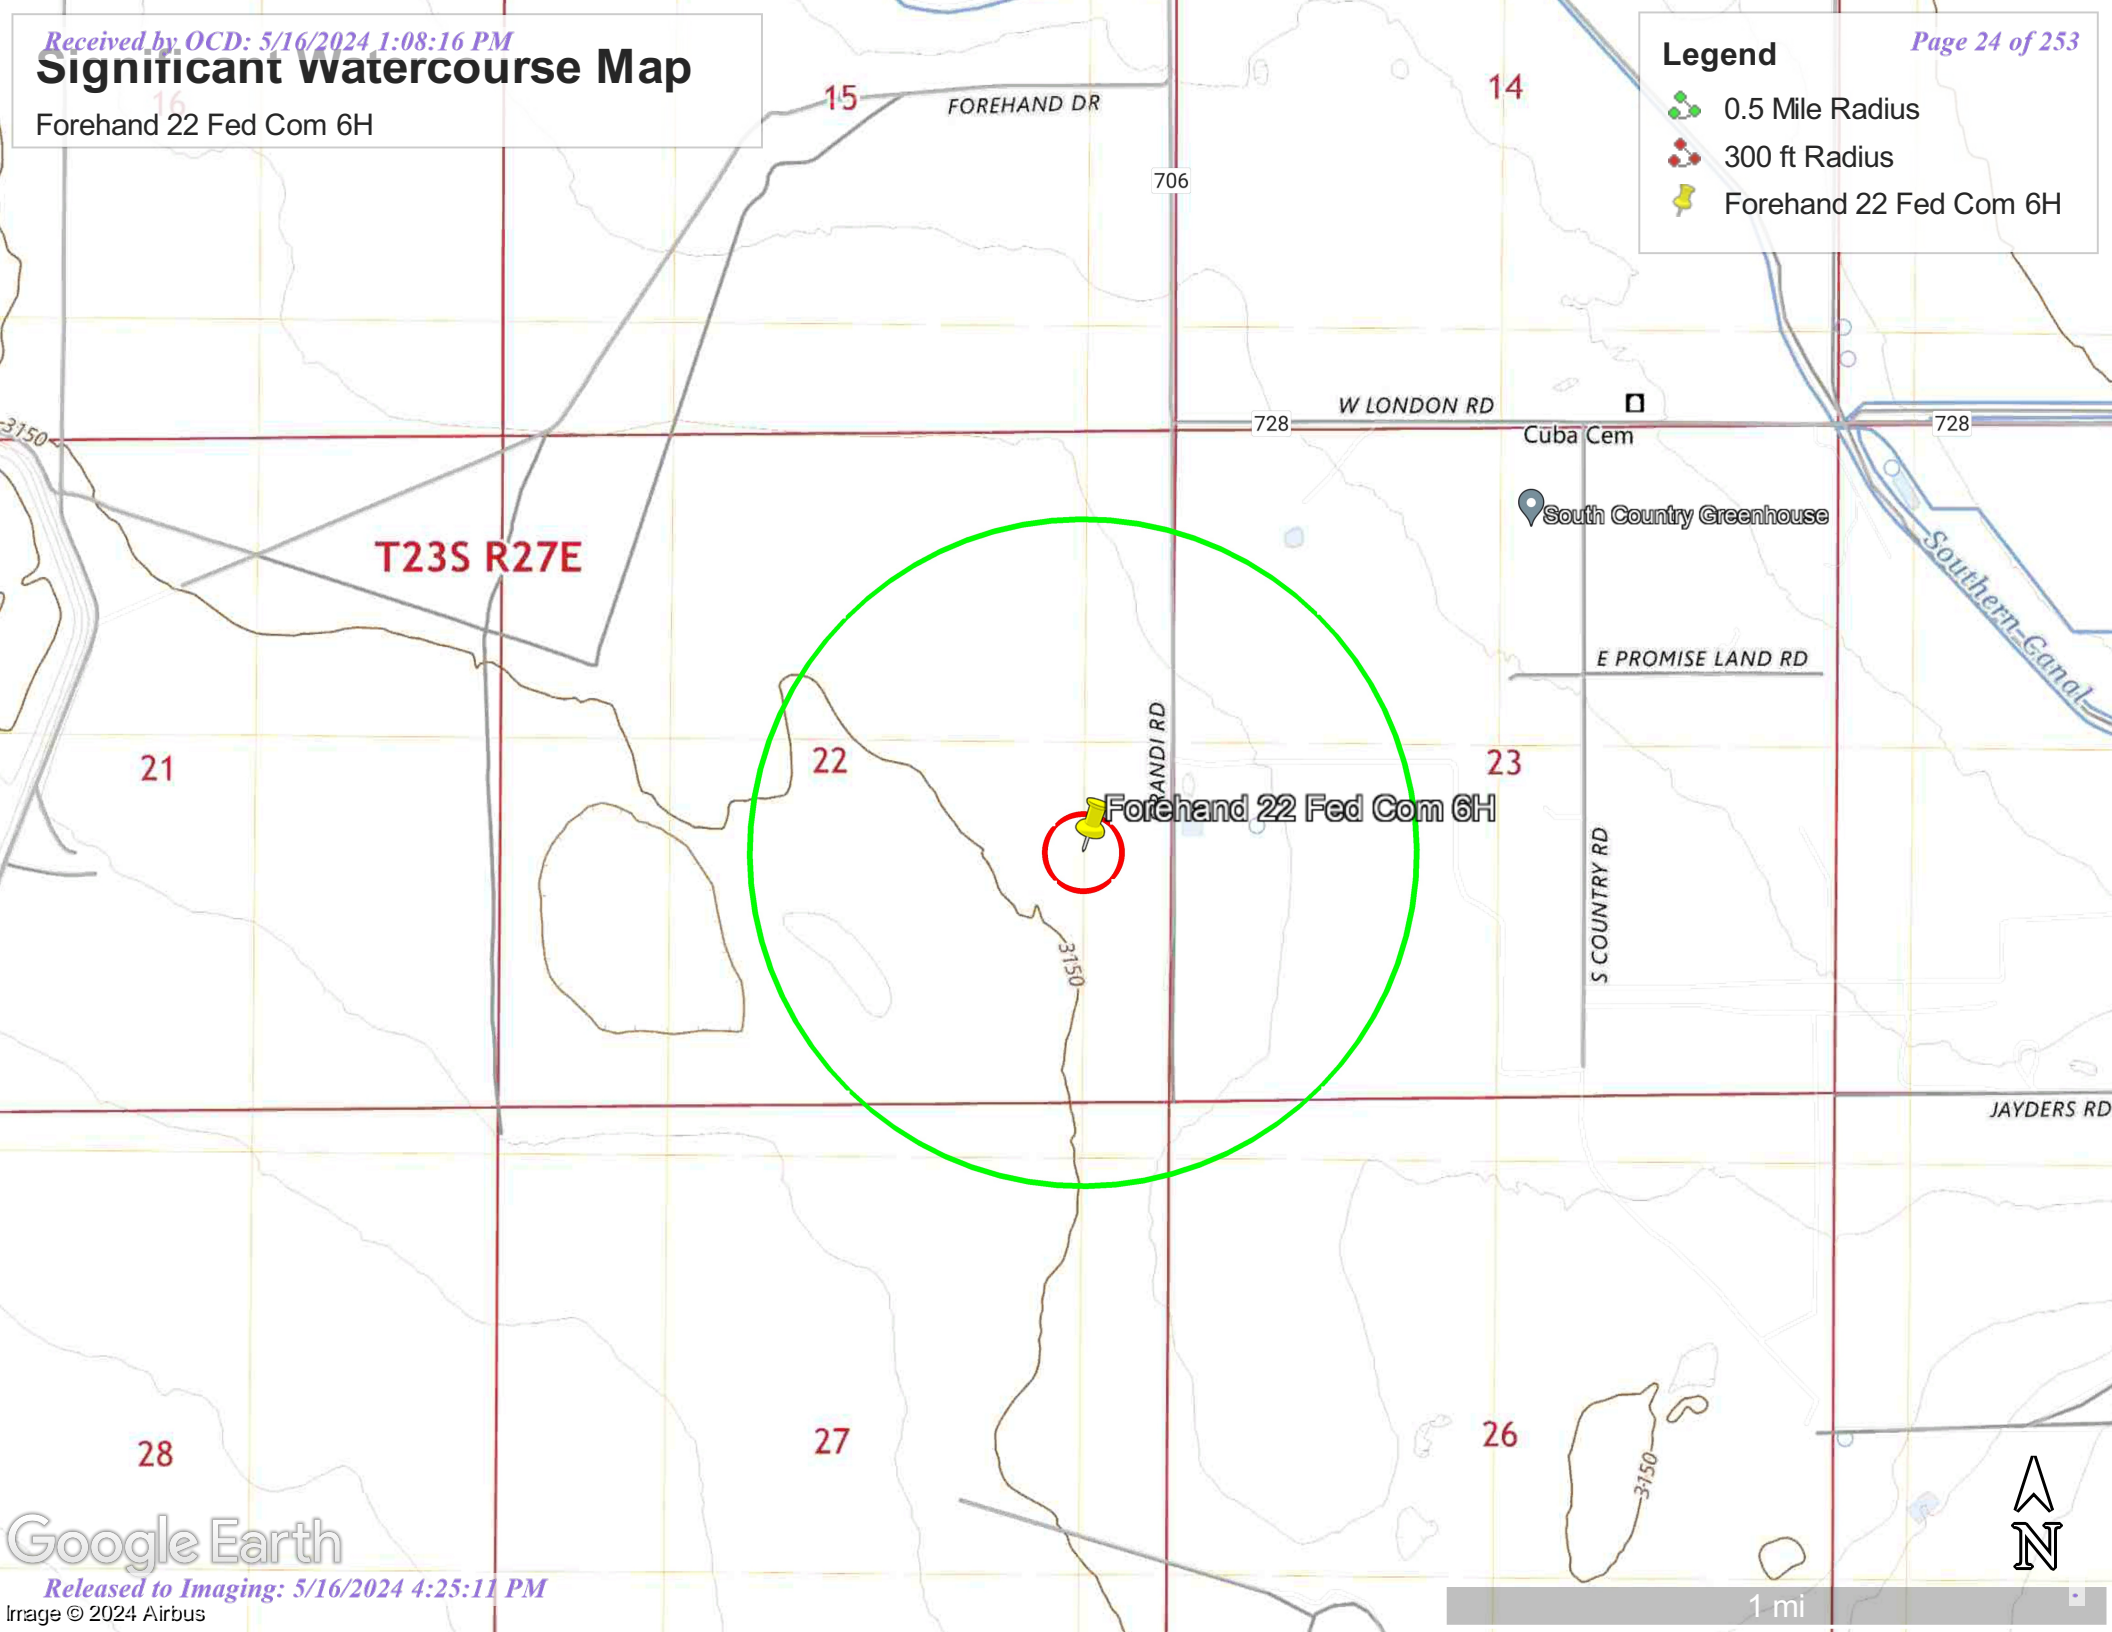 Received by OCD: 5/16/2024 1:08:16 PM
Page 24 of 253
Significant Watercourse Map
Forehand 22 Fed Com 6H
Legend
0.5 Mile Radius
300 ft Radius
Forehand 22 Fed Com 6H
16
15
14
FOREHAND DR
706
W LONDON RD
728
728
Cuba Cem
3150
South Country Greenhouse
T23S R27E
Southern Canal
E PROMISE LAND RD
21
22
23
RANDI RD
Forehand 22 Fed Com 6H
S COUNTRY RD
3150
JAYDERS RD
28
27
26
3150
N
Google Earth
Released to Imaging: 5/16/2024 4:25:11 PM
Image © 2024 Airbus
1 mi